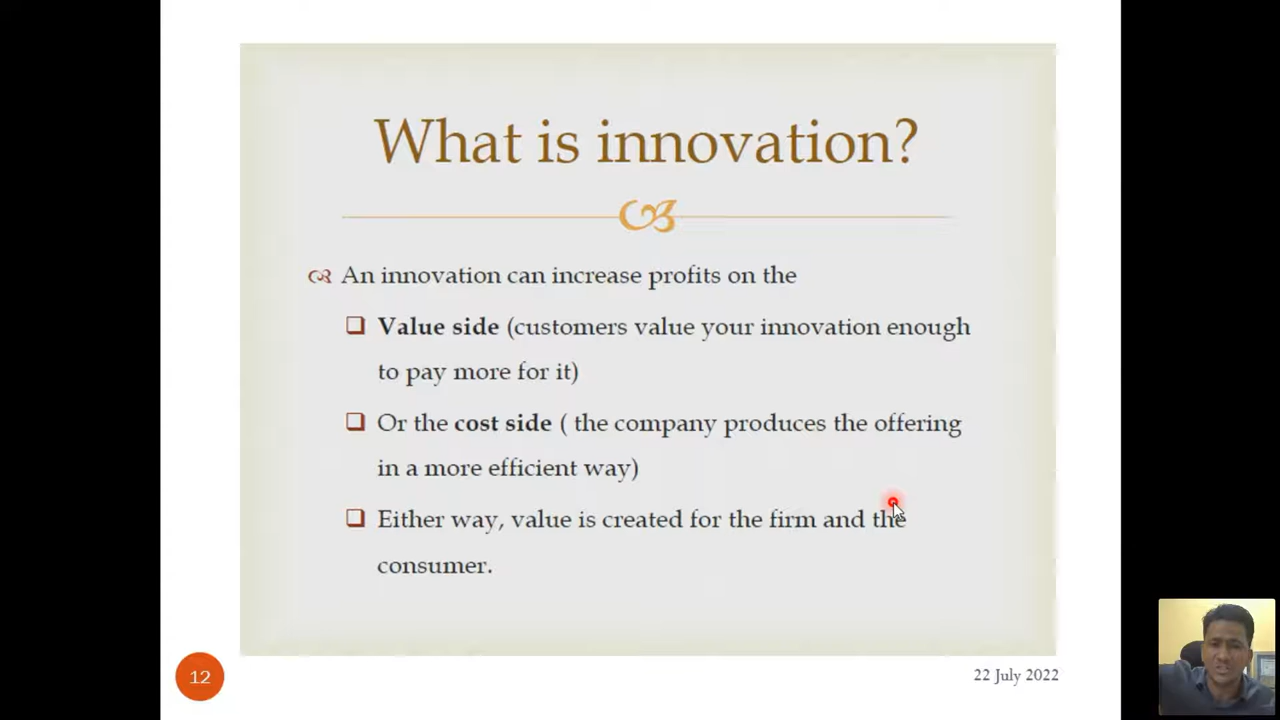 What is innovation?
An innovation can increase profits on the
Value side (customers value your innovation enough
to pay more for it)
Or the cost side ( the company produces the offering
in a more efficient way)
Either way, value is created for the firm and the
consumer.
12
22 July 2022